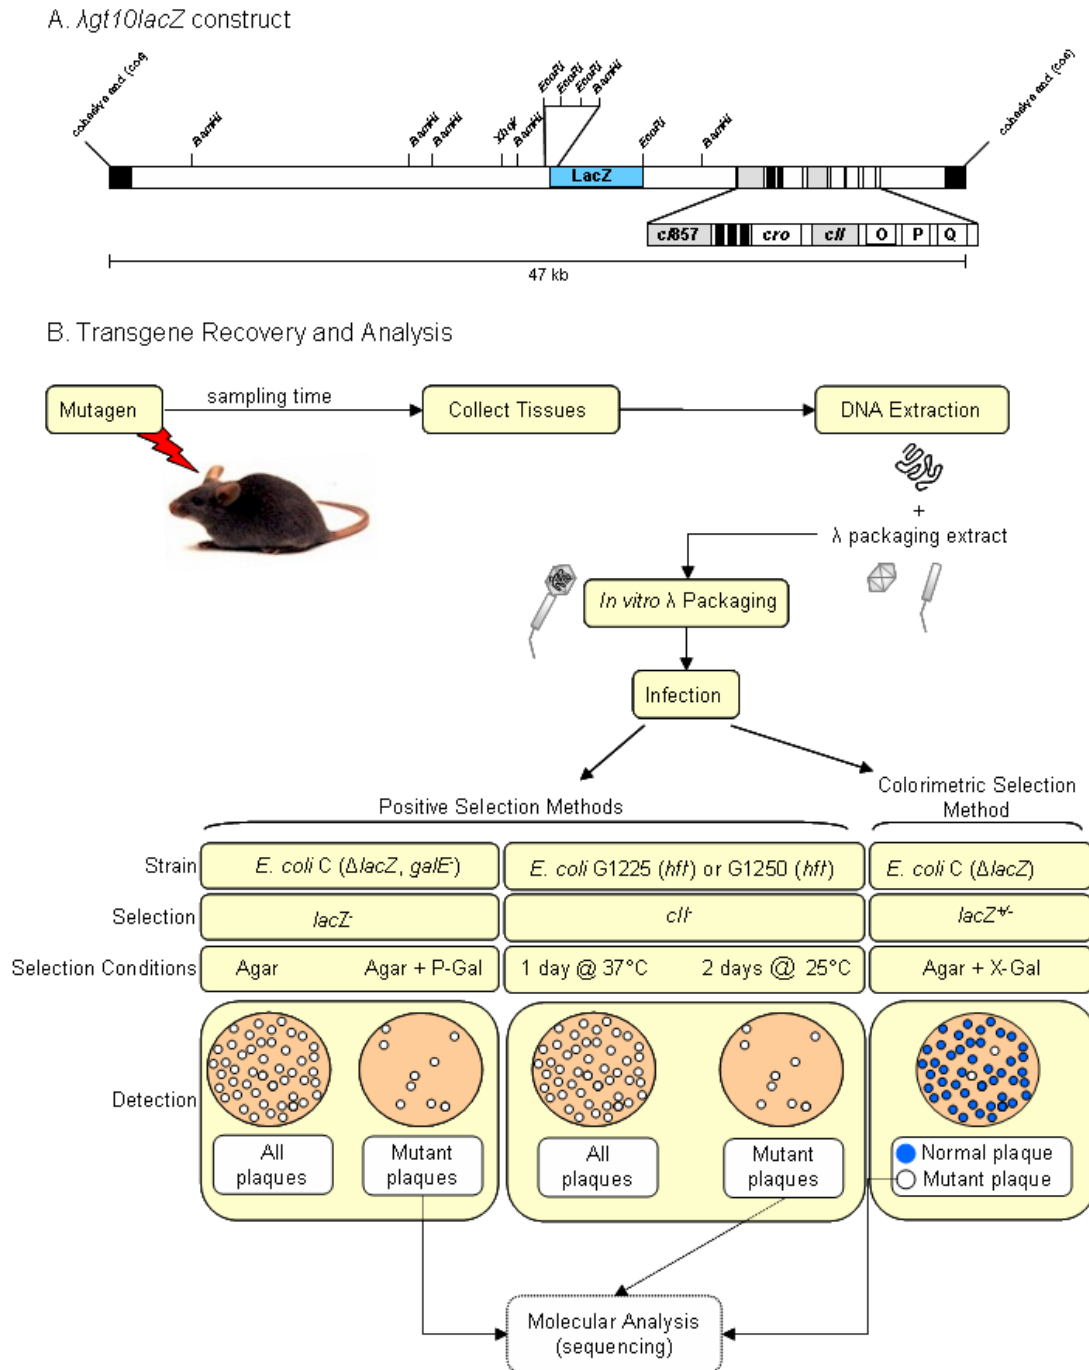 A. λgt10lacZ construct
cohesive end (cos)
BamHI
BamHI
BamHI
XhoI
BamHI
EcoRI
EcoRI
EcoRI
BamHI
EcoRI
BamHI
cohesive end (cos)
LacZ
cI857
cro
cII
O
P
Q
47 kb
B. Transgene Recovery and Analysis
Mutagen
sampling time
Collect Tissues
DNA Extraction
+
λ packaging extract
In vitro λ Packaging
Infection
Positive Selection Methods
Colorimetric Selection
Method
Strain
E. coli C (ΔlacZ, galE⁻)
E. coli G1225 (hfl) or G1250 (hfl)
E. coli C (ΔlacZ)
Selection
lacZ⁻
cII⁻
lacZ⁺/⁻
Selection Conditions
Agar
Agar + P-Gal
1 day @ 37°C
2 days @ 25°C
Agar + X-Gal
Detection
All
plaques
Mutant
plaques
All
plaques
Mutant
plaques
Normal plaque
Mutant plaque
Molecular Analysis
(sequencing)